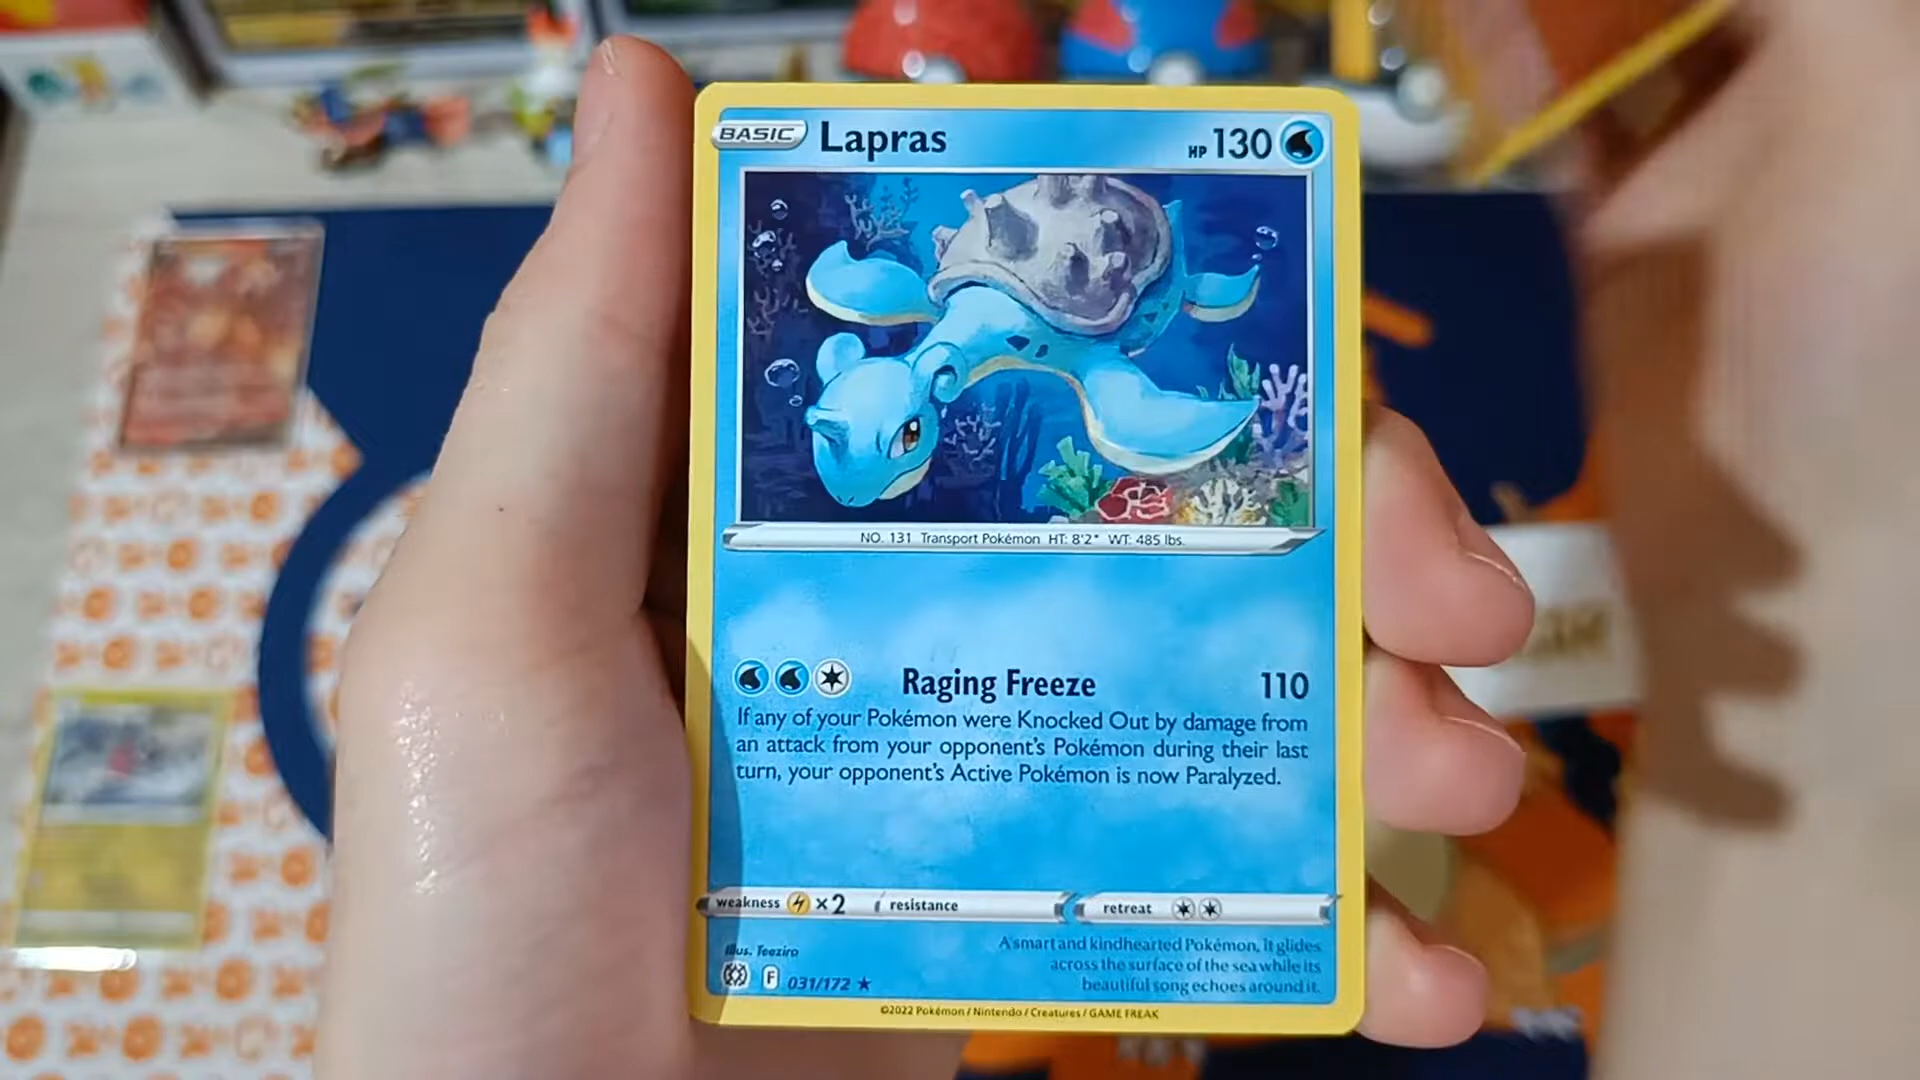 BASIC Lapras HP 130
NO. 131 Transport Pokémon HT: 8'2" WT: 485 lbs.
Raging Freeze 110
If any of your Pokémon were Knocked Out by damage from
an attack from your opponent's Pokémon during their last
turn, your opponent's Active Pokémon is now Paralyzed.
weakness ×2 resistance retreat
Illus. Teeziro
F 031/172 ★
A smart and kindhearted Pokémon, it glides
across the surface of the sea while its
beautiful song echoes around it.
©2022 Pokémon / Nintendo / Creatures / GAME FREAK